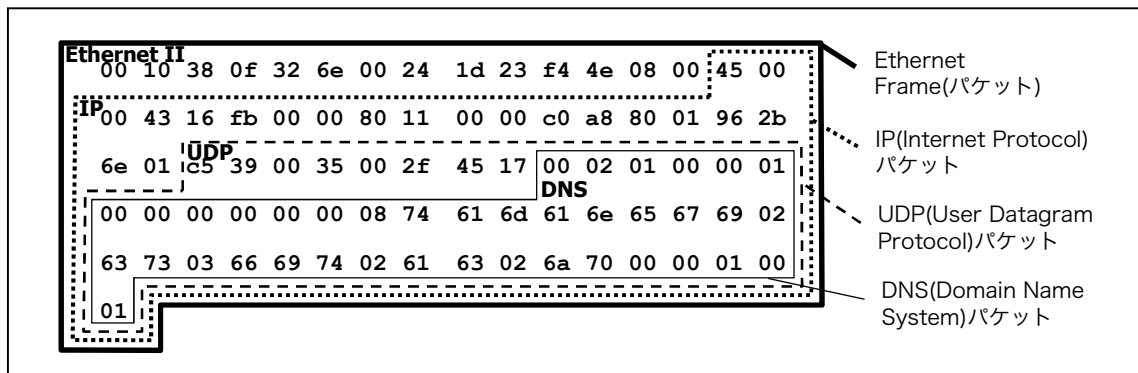 Ethernet II
00 10 38 0f 32 6e 00 24 1d 23 f4 4e 08 00 45 00
IP
00 43 16 fb 00 00 80 11 00 00 c0 a8 80 01 96 2b
UDP
6e 01 c5 39 00 35 00 2f 45 17 00 02 01 00 00 01
DNS
00 00 00 00 00 00 08 74 61 6d 61 6e 65 67 69 02
63 73 03 66 69 74 02 61 63 02 6a 70 00 00 01 00
01
Ethernet
Frame(パケット)
IP(Internet Protocol)
パケット
UDP(User Datagram
Protocol)パケット
DNS(Domain Name
System)パケット